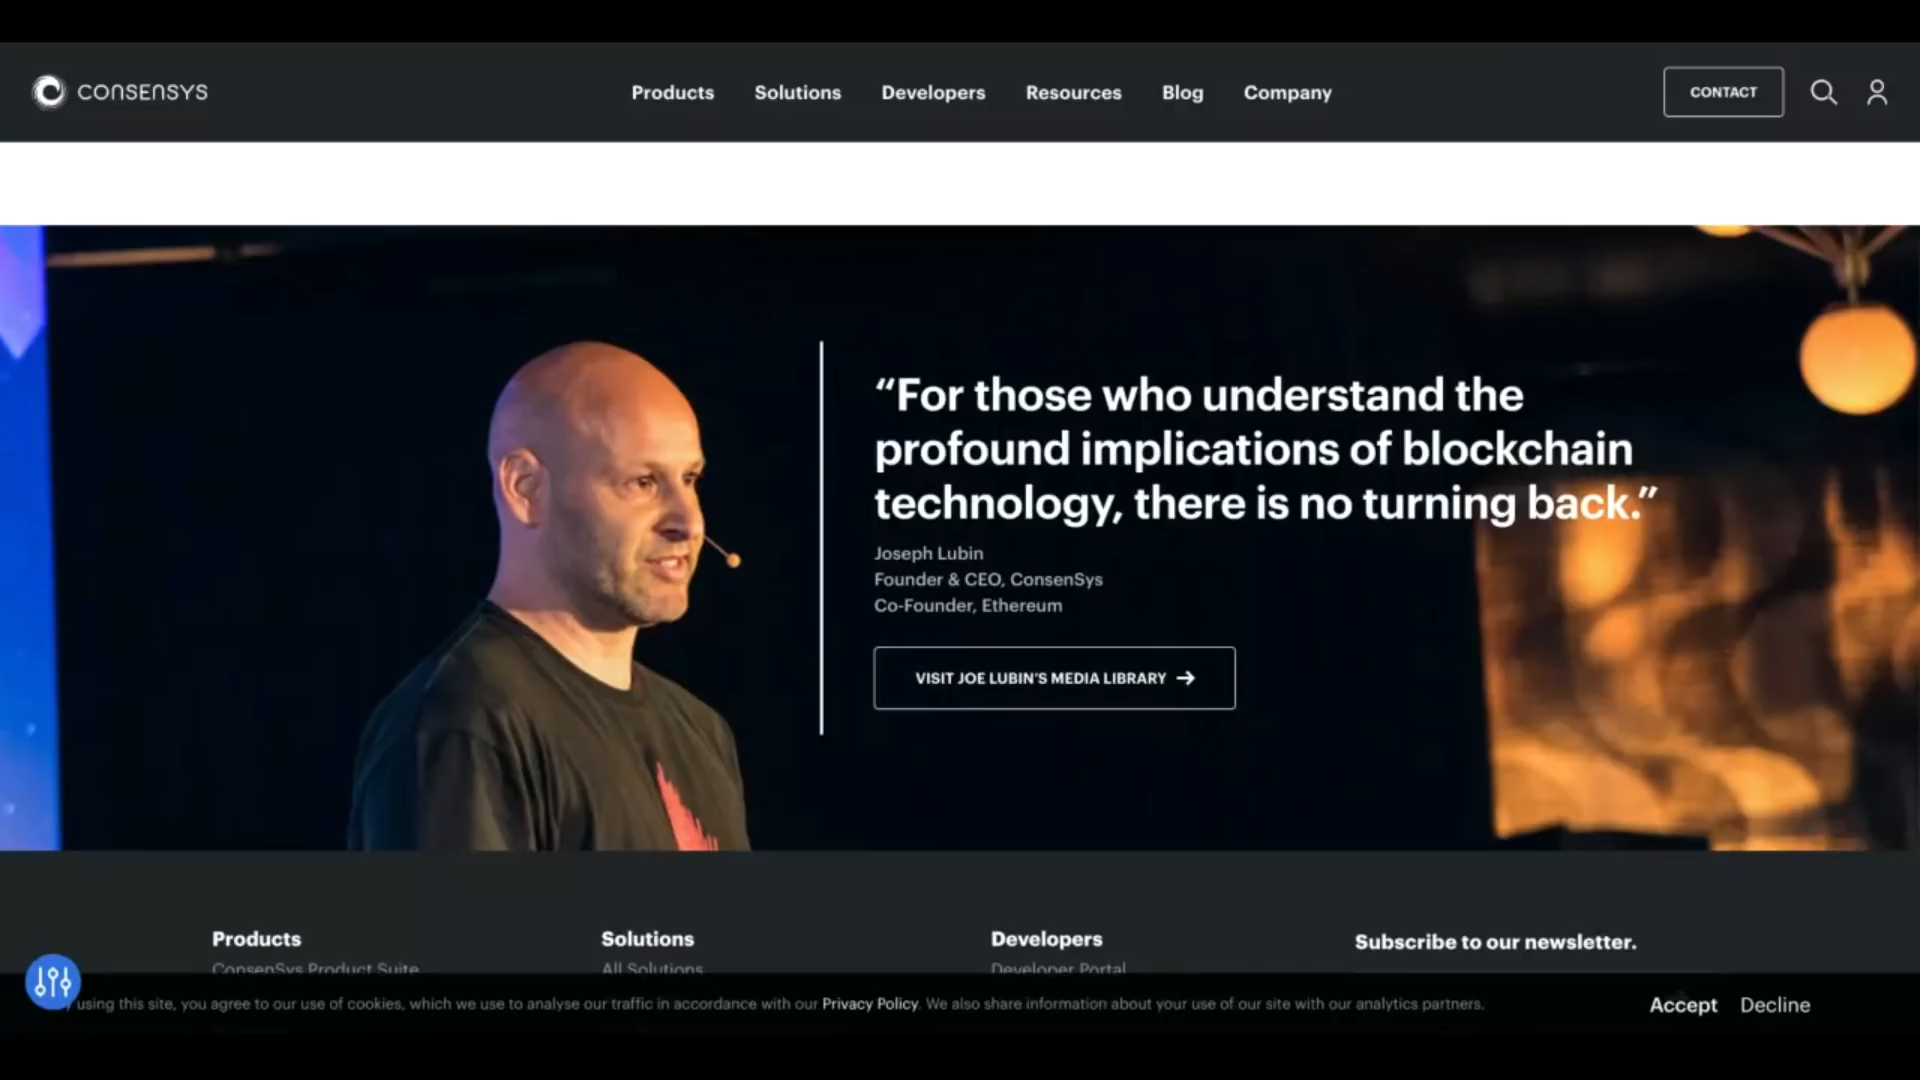 CONSENSYS
Products Solutions Developers Resources Blog Company
CONTACT
“For those who understand the
profound implications of blockchain
technology, there is no turning back.”
Joseph Lubin
Founder & CEO, ConsenSys
Co-Founder, Ethereum
VISIT JOE LUBIN'S MEDIA LIBRARY →
Products Solutions Developers Subscribe to our newsletter.
ConsenSys Product Suite All Solutions Developer Portal
using this site, you agree to our use of cookies, which we use to analyse our traffic in accordance with our Privacy Policy. We also share information about your use of our site with our analytics partners.
Accept Decline